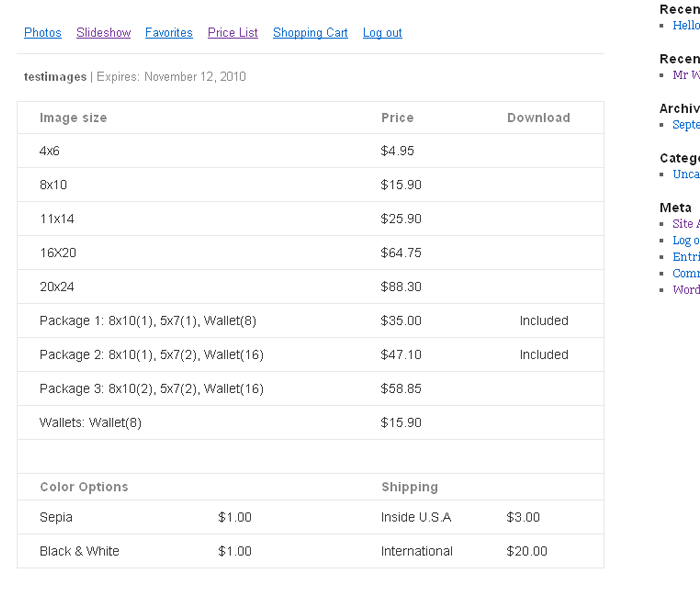 Photos Slideshow Favorites Price List Shopping Cart Log out
testimages | Expires: November 12, 2010
Image size Price Download
4x6 $4.95
8x10 $15.90
11x14 $25.90
16X20 $64.75
20x24 $88.30
Package 1: 8x10(1), 5x7(1), Wallet(8) $35.00 Included
Package 2: 8x10(1), 5x7(2), Wallet(16) $47.10 Included
Package 3: 8x10(2), 5x7(2), Wallet(16) $58.85
Wallets: Wallet(8) $15.90
Color Options Shipping
Sepia $1.00 Inside U.S.A $3.00
Black & White $1.00 International $20.00
Recen
Hello
Recen
Mr W
Archiv
Septe
Catego
Unca
Meta
Site A
Log o
Entri
Comm
Word